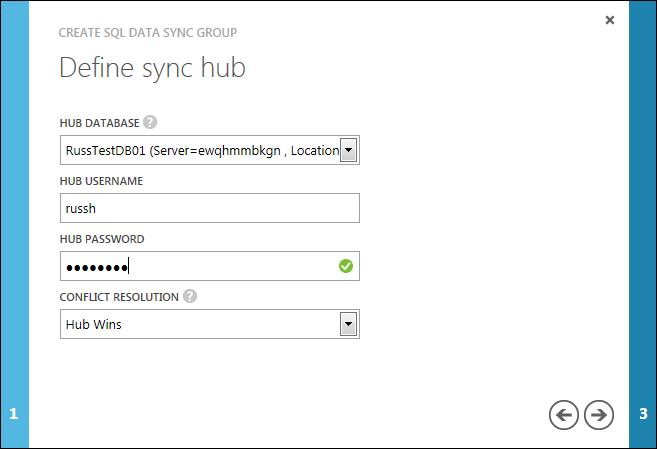 CREATE SQL DATA SYNC GROUP
Define sync hub
HUB DATABASE ?
RussTestDB01 (Server=ewqhmmbkgn , Location
HUB USERNAME
russh
HUB PASSWORD
●●●●●●●●
CONFLICT RESOLUTION ?
Hub Wins
1
3